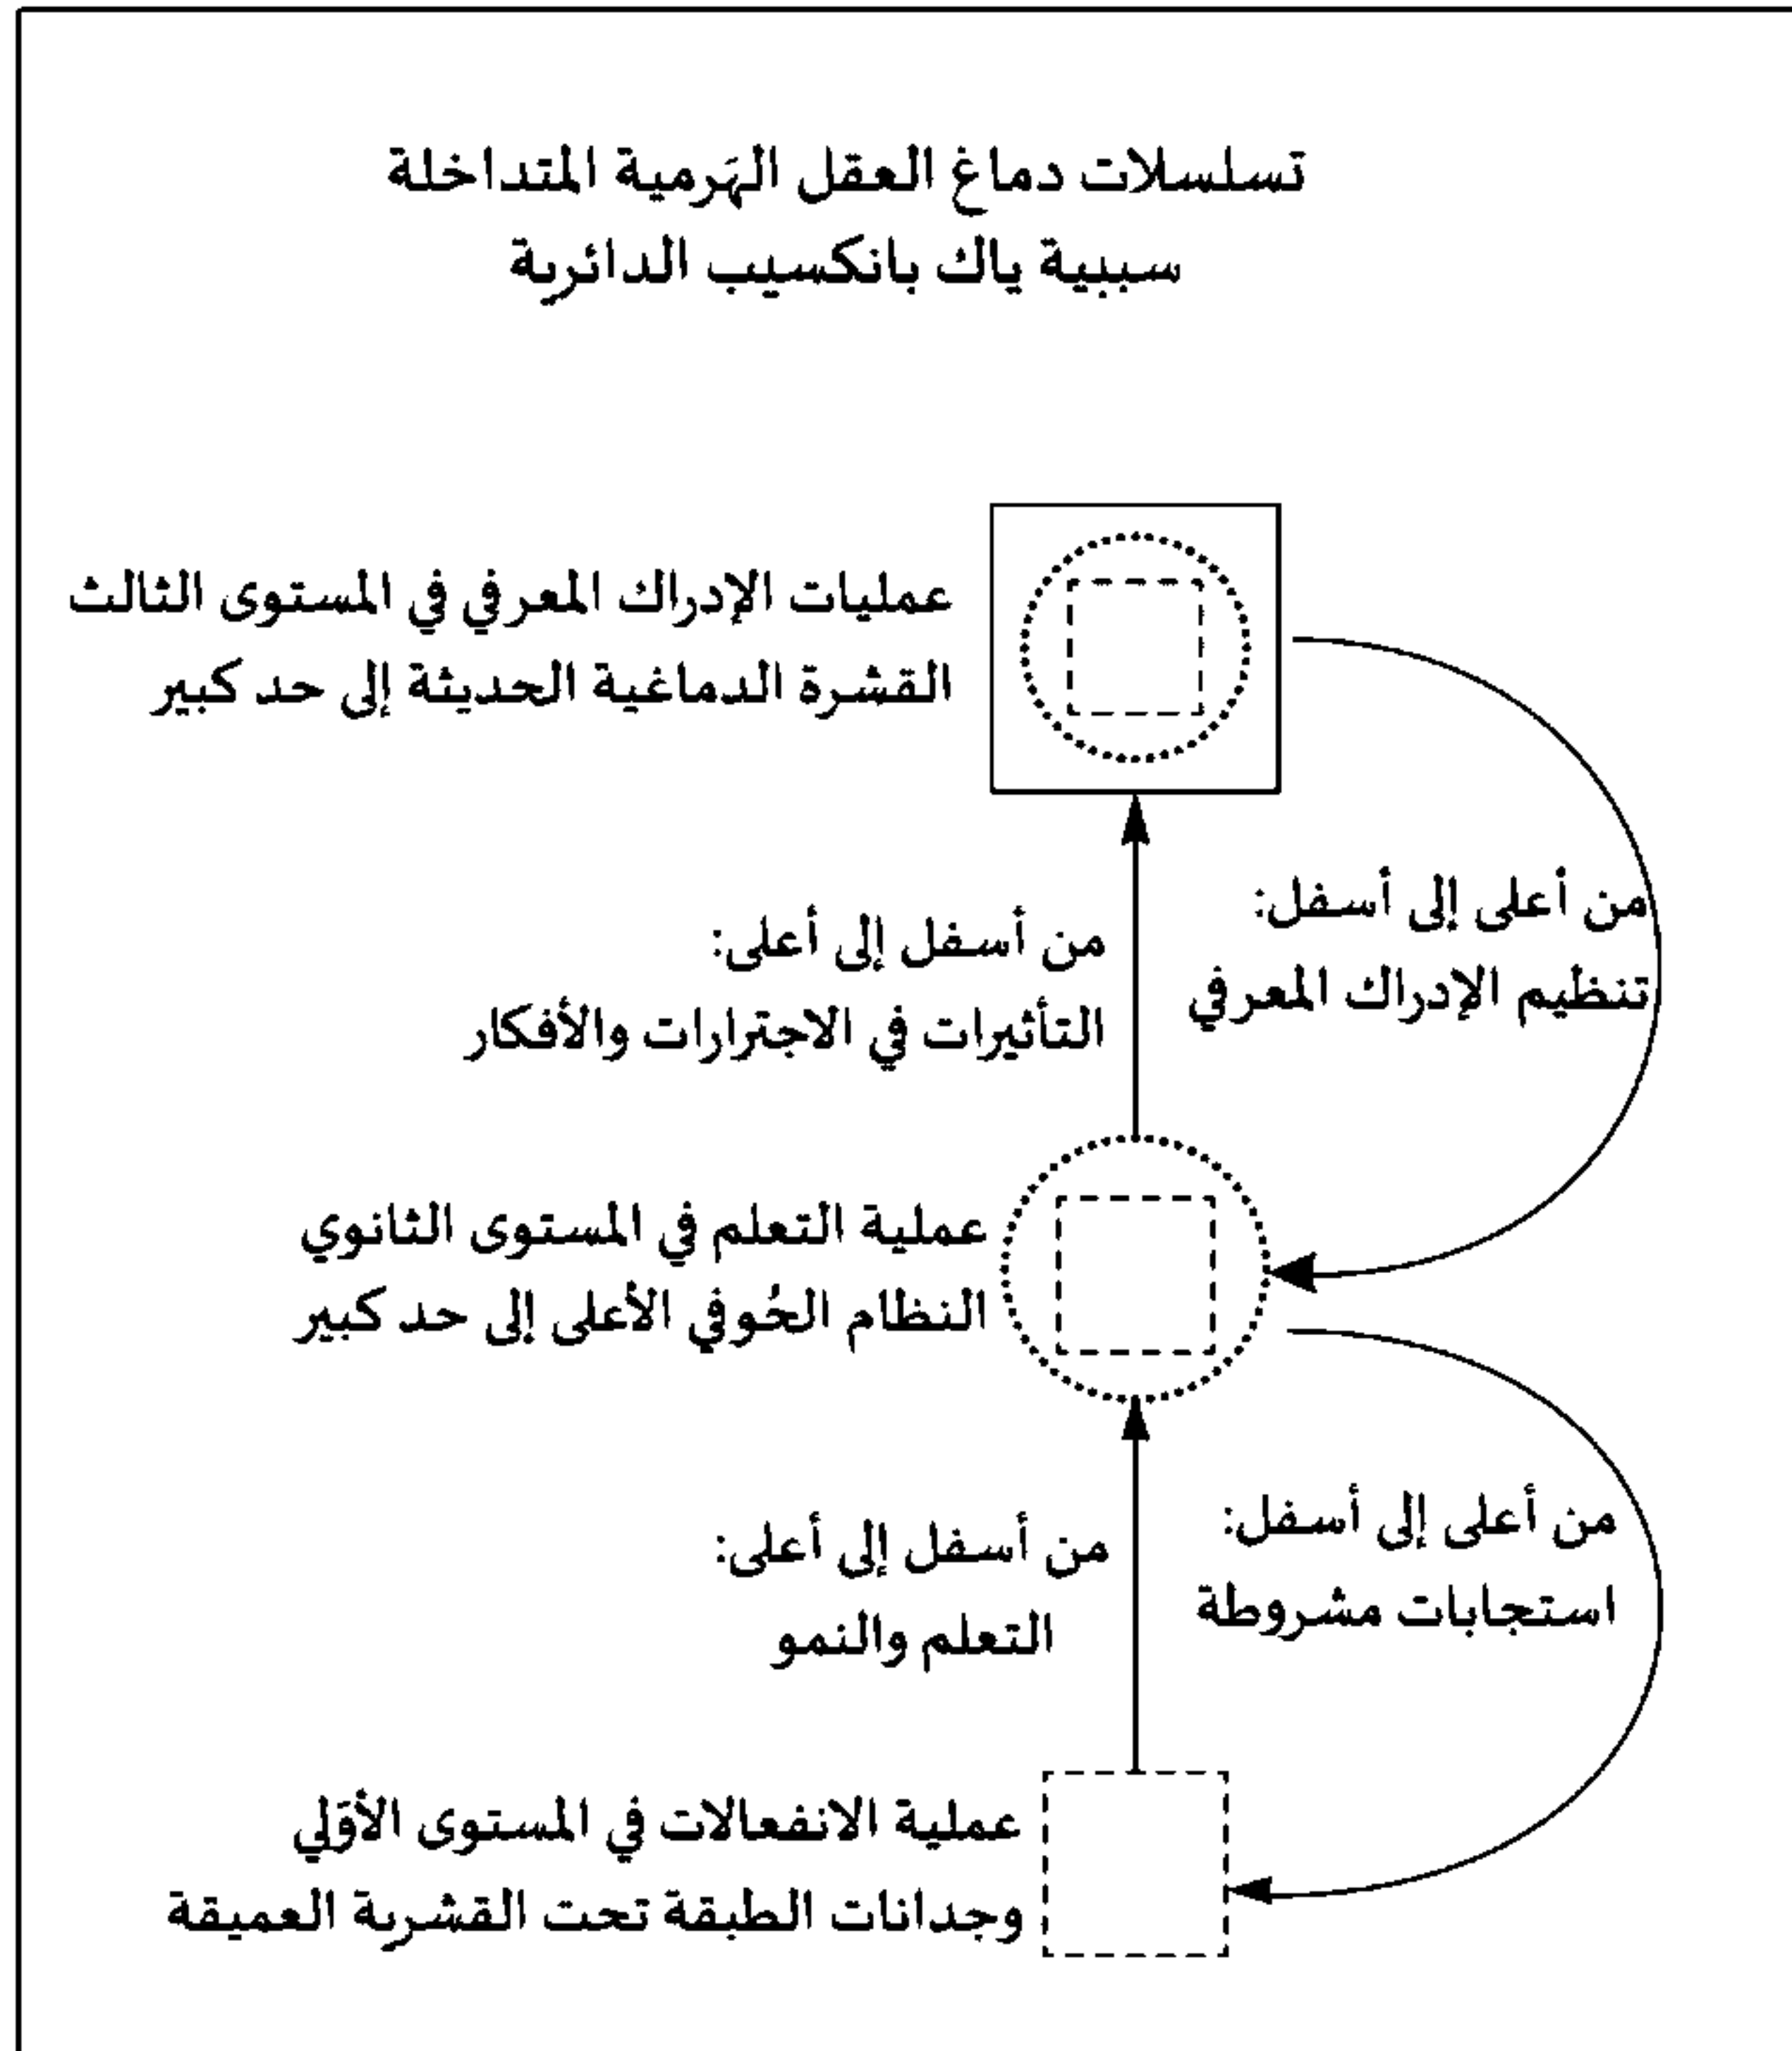 تسلسلات دماغ العقل الهَرمية المتداخلة
سببية ياك بانكسيب الدائرية
عمليات الإدراك المعرفي في المستوى الثالث
القشرة الدماغية الحديثة إلى حد كبير
من أعلى إلى أسفل:
تنظيم الإدراك المعرفي
من أسفل إلى أعلى:
التأثيرات في الاجترارات والأفكار
عملية التعلم في المستوى الثانوي
النظام الحُوفي الأعلى إلى حد كبير
من أعلى إلى أسفل:
استجابات مشروطة
من أسفل إلى أعلى:
التعلم والنمو
عملية الانفعالات في المستوى الأوَلي
وجدانات الطبقة تحت القشرية العميقة